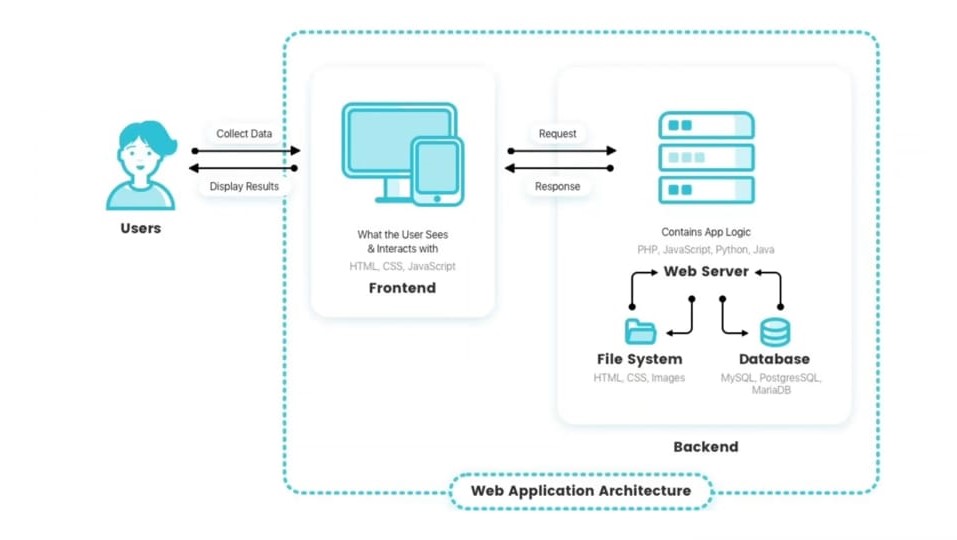 Collect Data
Display Results
Users
What the User Sees
& Interacts with
HTML, CSS, JavaScript
Frontend
Request
Response
Contains App Logic
PHP, JavaScript, Python, Java
Web Server
File System
HTML, CSS, Images
Database
MySQL, PostgresSQL,
MariaDB
Backend
Web Application Architecture